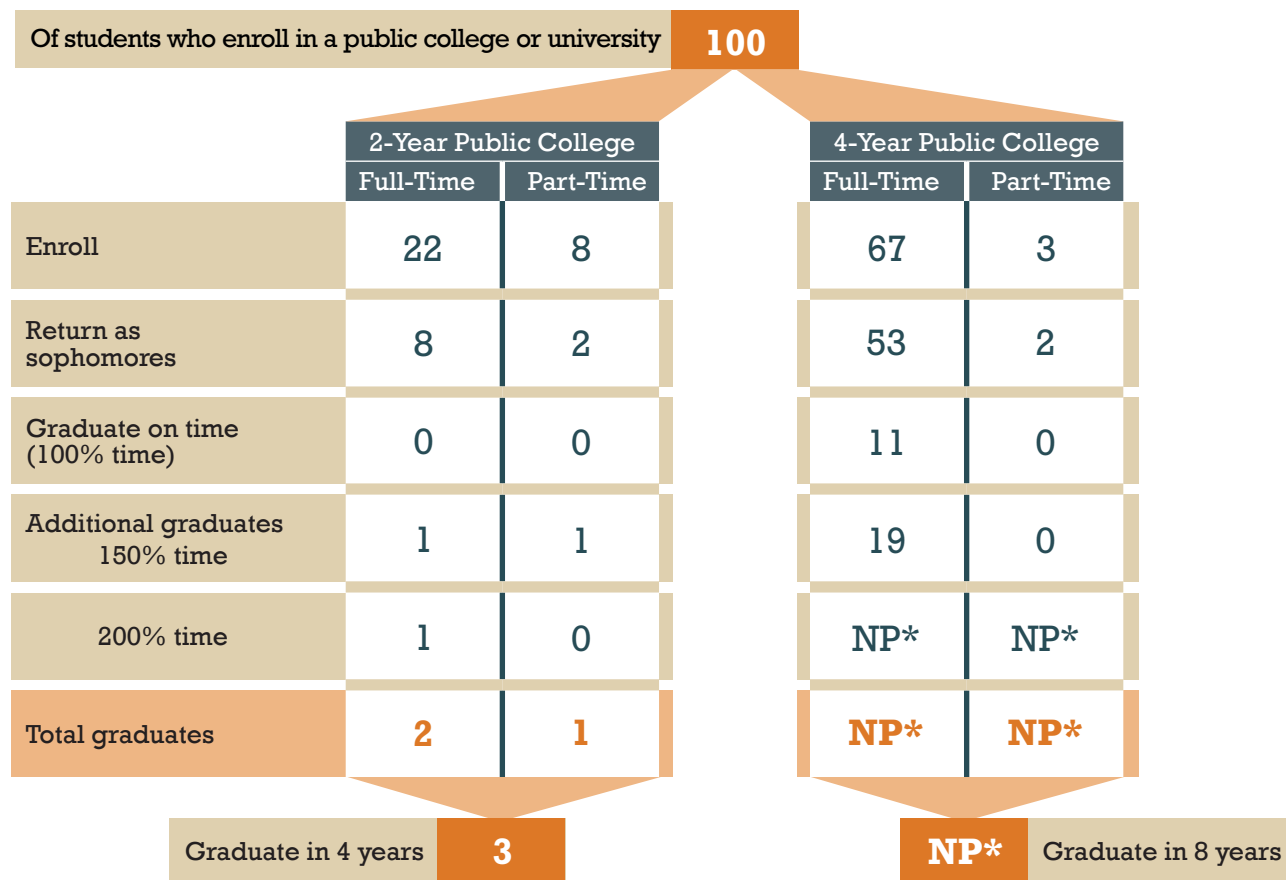 Of students who enroll in a public college or university 100
2-Year Public College 4-Year Public College
Full-Time Part-Time Full-Time Part-Time
Enroll 22 8 67 3
Return as
sophomores 8 2 53 2
Graduate on time
(100% time) 0 0 11 0
Additional graduates
150% time 1 1 19 0
200% time 1 0 NP* NP*
Total graduates 2 1 NP* NP*
Graduate in 4 years 3 NP* Graduate in 8 years